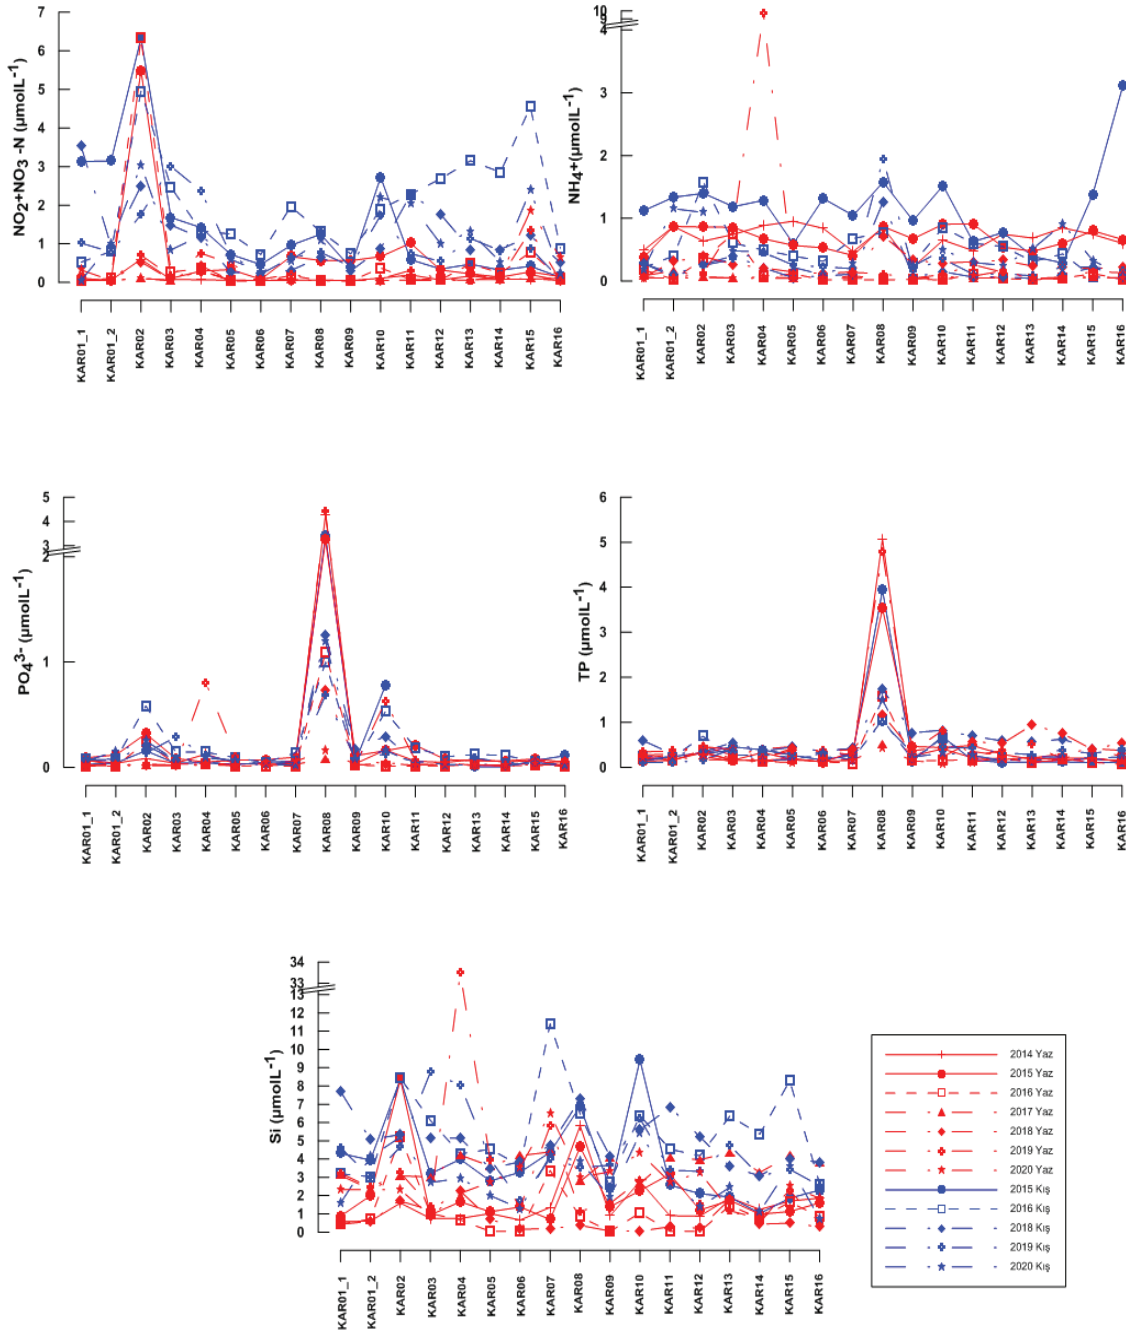 NO2+NO3 -N (µmolL-1)
7
6
5
4
3
2
1
0
KAR01_1
KAR01_2
KAR02
KAR03
KAR04
KAR05
KAR06
KAR07
KAR08
KAR09
KAR10
KAR11
KAR12
KAR13
KAR14
KAR15
KAR16
NH4+(µmolL-1)
10
9
4
3
2
1
0
KAR01_1
KAR01_2
KAR02
KAR03
KAR04
KAR05
KAR06
KAR07
KAR08
KAR09
KAR10
KAR11
KAR12
KAR13
KAR14
KAR15
KAR16
PO43- (µmolL-1)
5
4
3
2
1
0
KAR01_1
KAR01_2
KAR02
KAR03
KAR04
KAR05
KAR06
KAR07
KAR08
KAR09
KAR10
KAR11
KAR12
KAR13
KAR14
KAR15
KAR16
TP (µmolL-1)
6
5
4
3
2
1
0
KAR01_1
KAR01_2
KAR02
KAR03
KAR04
KAR05
KAR06
KAR07
KAR08
KAR09
KAR10
KAR11
KAR12
KAR13
KAR14
KAR15
KAR16
Si (µmolL-1)
34
33
13
12
11
10
9
8
7
6
5
4
3
2
1
0
KAR01_1
KAR01_2
KAR02
KAR03
KAR04
KAR05
KAR06
KAR07
KAR08
KAR09
KAR10
KAR11
KAR12
KAR13
KAR14
KAR15
KAR16
2014 Yaz
2015 Yaz
2016 Yaz
2017 Yaz
2018 Yaz
2019 Yaz
2020 Yaz
2015 Kış
2016 Kış
2018 Kış
2019 Kış
2020 Kış